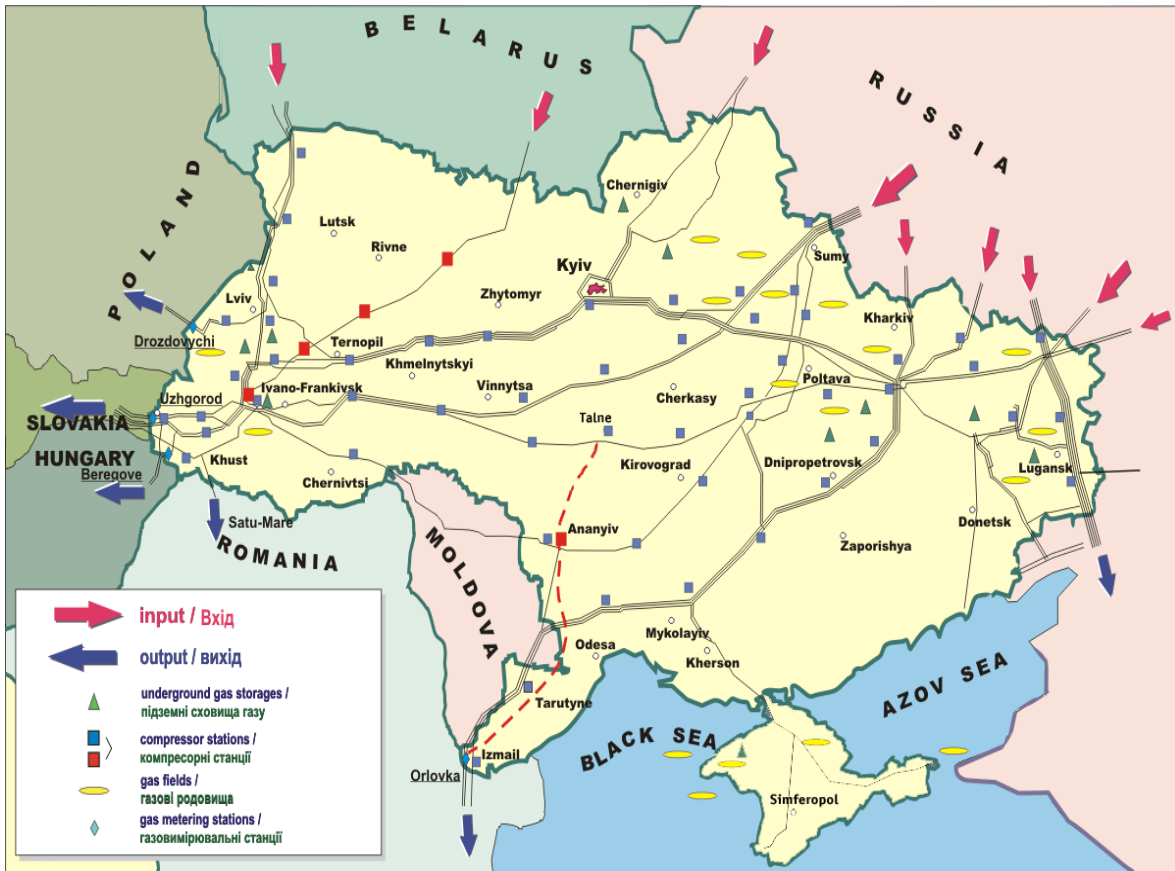 BELARUS
RUSSIA
POLAND
Chernigiv
Lutsk
Rivne
Kyiv
Sumy
Zhytomyr
Lviv
Kharkiv
Drozdovychi
Ternopil
Khmelnytskyi
Ivano-Frankivsk
Vinnytsa
Cherkasy
Poltava
Uzhgorod
SLOVAKIA
Talne
HUNGARY
Khust
Kirovograd
Dnipropetrovsk
Lugansk
Beregove
Chernivtsi
Satu-Mare
Donetsk
ROMANIA
Ananyiv
MOLDOVA
Zaporishya
Mykolayiv
Odesa
Kherson
Tarutyne
AZOV SEA
BLACK SEA
Izmail
Orlovka
Simferopol
input / Вхід
output / вихід
underground gas storages /
підземні сховища газу
compressor stations /
компресорні станції
gas fields /
газові родовища
gas metering stations /
газовимірювальні станції